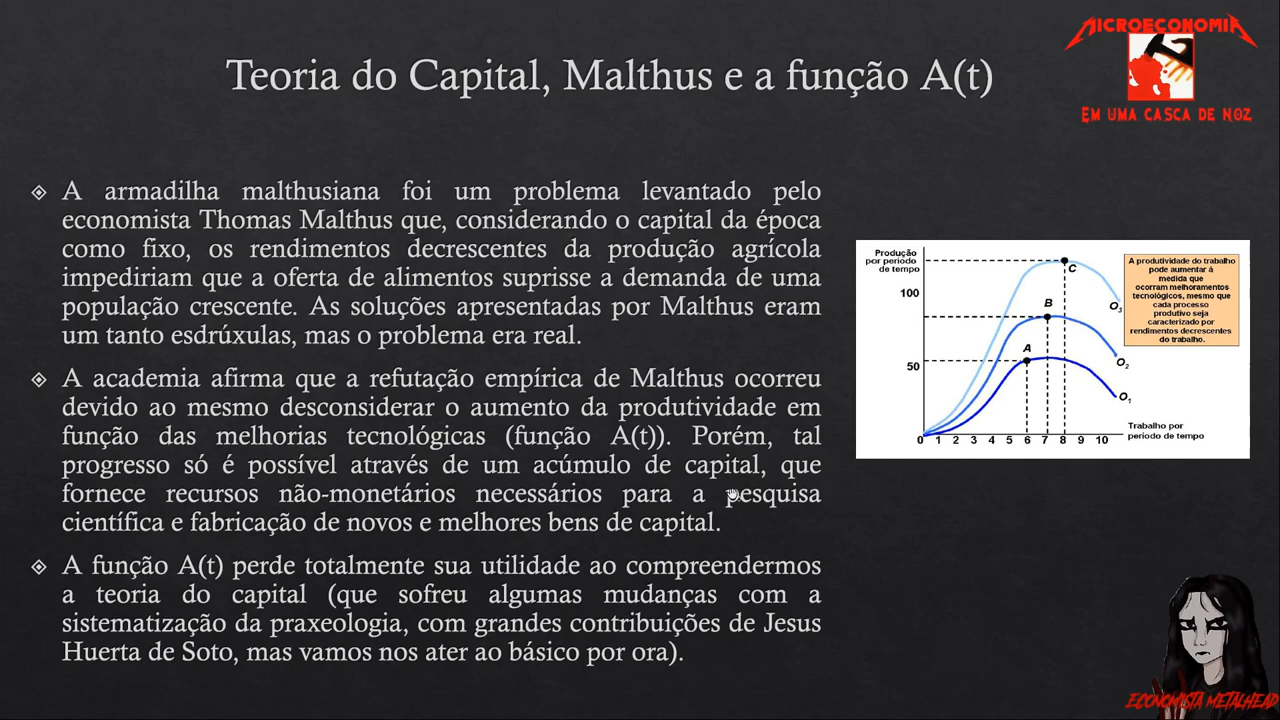 MICROECONOMIA
EM UMA CASCA DE NOZ
Teoria do Capital, Malthus e a função A(t)
A armadilha malthusiana foi um problema levantado pelo
economista Thomas Malthus que, considerando o capital da época
como fixo, os rendimentos decrescentes da produção agrícola
impediriam que a oferta de alimentos suprisse a demanda de uma
população crescente. As soluções apresentadas por Malthus eram
um tanto esdrúxulas, mas o problema era real.
A academia afirma que a refutação empírica de Malthus ocorreu
devido ao mesmo desconsiderar o aumento da produtividade em
função das melhorias tecnológicas (função A(t)). Porém, tal
progresso só é possível através de um acúmulo de capital, que
fornece recursos não-monetários necessários para a pesquisa
científica e fabricação de novos e melhores bens de capital.
A função A(t) perde totalmente sua utilidade ao compreendermos
a teoria do capital (que sofreu algumas mudanças com a
sistematização da praxeologia, com grandes contribuições de Jesus
Huerta de Soto, mas vamos nos ater ao básico por ora).
Produção
por período
de tempo
100
50
A
B
C
O3
O2
O1
0 1 2 3 4 5 6 7 8 9 10
Trabalho por
período de tempo
A produtividade do trabalho
pode aumentar à
medida que
ocorram melhoramentos
tecnológicos, mesmo que
cada processo
produtivo seja
caracterizado por
rendimentos decrescentes
do trabalho.
ECONOMISTA METALHEAD